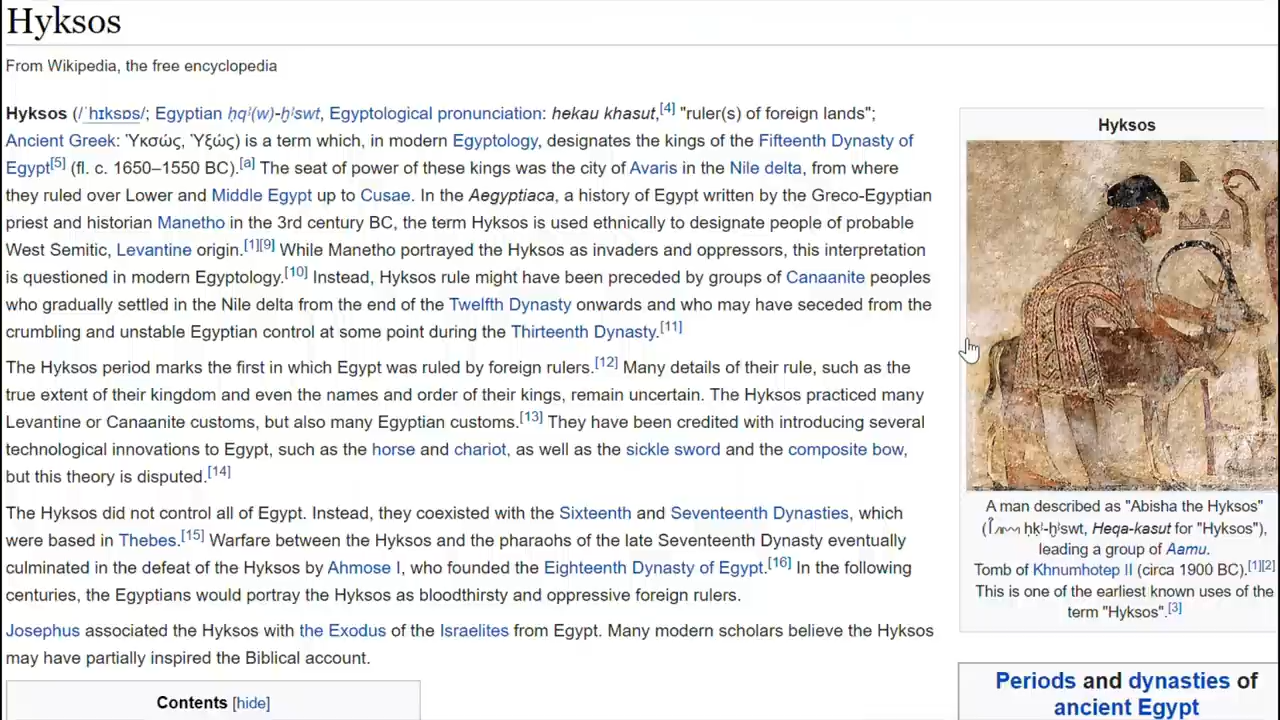 Hyksos
From Wikipedia, the free encyclopedia
Hyksos (/ˈhɪksɒs/; Egyptian ḥqꜣ(w)-ḫꜣswt, Egyptological pronunciation: hekau khasut,[4] "ruler(s) of foreign lands";
Ancient Greek: Ὑκσώς, Ὑξώς) is a term which, in modern Egyptology, designates the kings of the Fifteenth Dynasty of
Egypt[5] (fl. c. 1650–1550 BC).[a] The seat of power of these kings was the city of Avaris in the Nile delta, from where
they ruled over Lower and Middle Egypt up to Cusae. In the Aegyptiaca, a history of Egypt written by the Greco-Egyptian
priest and historian Manetho in the 3rd century BC, the term Hyksos is used ethnically to designate people of probable
West Semitic, Levantine origin.[1][9] While Manetho portrayed the Hyksos as invaders and oppressors, this interpretation
is questioned in modern Egyptology.[10] Instead, Hyksos rule might have been preceded by groups of Canaanite peoples
who gradually settled in the Nile delta from the end of the Twelfth Dynasty onwards and who may have seceded from the
crumbling and unstable Egyptian control at some point during the Thirteenth Dynasty.[11]
The Hyksos period marks the first in which Egypt was ruled by foreign rulers.[12] Many details of their rule, such as the
true extent of their kingdom and even the names and order of their kings, remain uncertain. The Hyksos practiced many
Levantine or Canaanite customs, but also many Egyptian customs.[13] They have been credited with introducing several
technological innovations to Egypt, such as the horse and chariot, as well as the sickle sword and the composite bow,
but this theory is disputed.[14]
The Hyksos did not control all of Egypt. Instead, they coexisted with the Sixteenth and Seventeenth Dynasties, which
were based in Thebes.[15] Warfare between the Hyksos and the pharaohs of the late Seventeenth Dynasty eventually
culminated in the defeat of the Hyksos by Ahmose I, who founded the Eighteenth Dynasty of Egypt.[16] In the following
centuries, the Egyptians would portray the Hyksos as bloodthirsty and oppressive foreign rulers.
Josephus associated the Hyksos with the Exodus of the Israelites from Egypt. Many modern scholars believe the Hyksos
may have partially inspired the Biblical account.
Contents [hide]
Hyksos
A man described as "Abisha the Hyksos"
ḥḳꜣ-ḫꜣswt, Heqa-kasut for "Hyksos"),
leading a group of Aamu.
Tomb of Khnumhotep II (circa 1900 BC).[1][2]
This is one of the earliest known uses of the
term "Hyksos".[3]
Periods and dynasties of
ancient Egypt